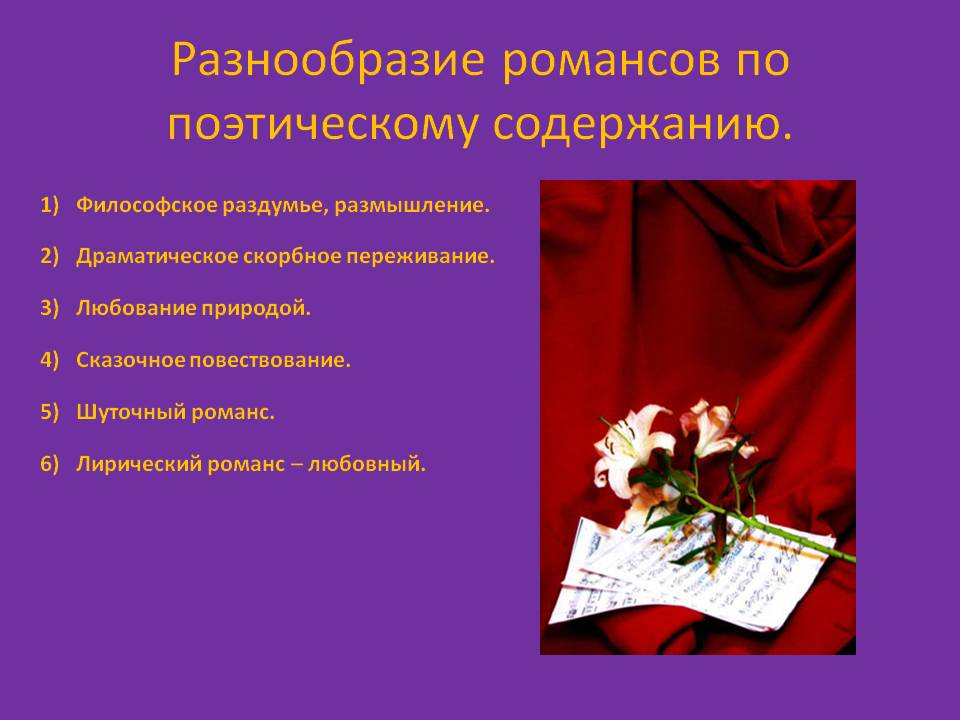 Разнообразие романсов по
поэтическому содержанию.
1) Философское раздумье, размышление.
2) Драматическое скорбное переживание.
3) Любование природой.
4) Сказочное повествование.
5) Шуточный романс.
6) Лирический романс – любовный.